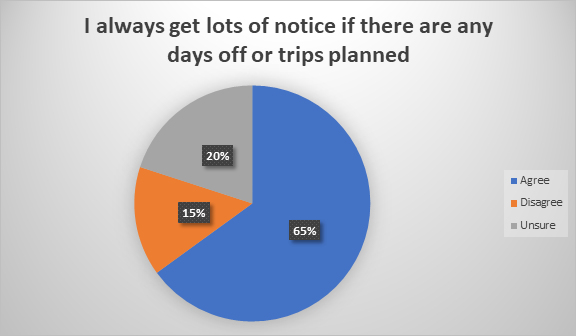 I always get lots of notice if there are any
days off or trips planned
20%
15%
65%
Agree
Disagree
Unsure